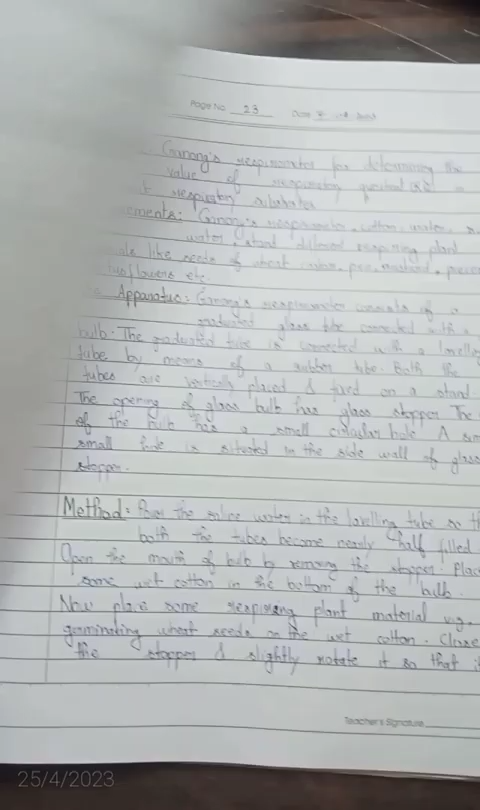 Page No. 23 Date
Ganong's respirometer for determining the
value of respiratory quotient
respiratory substrates
ements: Ganong's respirometer, cotton, water,
water, stand different respiring plant
like seeds of wheat
flowers etc.
Apparatus: Ganong's respirometer consists of a
graduated glass tube connected with a
bulb. The graduated tube is connected with a levelling
tube by means of a rubber tube. Both the
tubes are vertically placed & fixed on a stand
The opening of glass bulb has glass stopper The
of the bulb has a small circular hole A
small hole is situated in the side wall of glass
stopper.
Method: Pour the saline water in the levelling tube so
both the tubes become nearly half filled
Open the mouth of bulb by removing the stopper. Place
some wet cotton in the bottom of the bulb.
Now place some respiring plant material
germinating wheat seeds on the wet cotton. Close
the stopper & slightly rotate it so that
Teacher's Signature
25/4/2023